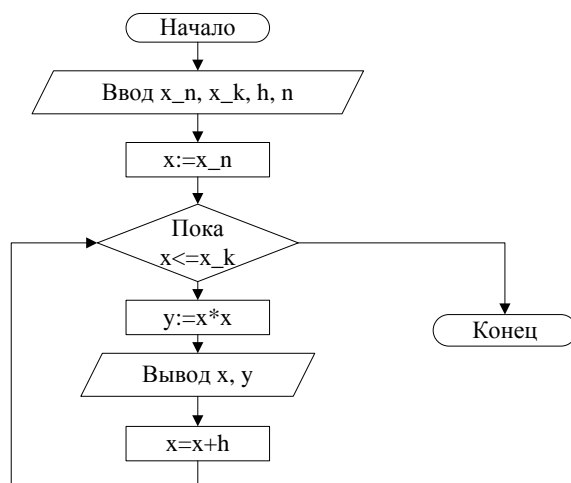 Начало
Ввод x_n, x_k, h, n
x:=x_n
Пока
x<=x_k
y:=x*x
Конец
Вывод x, y
x=x+h